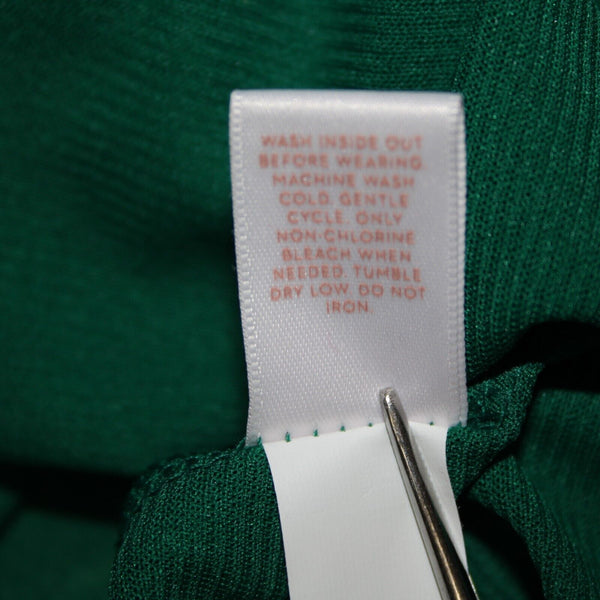 WASH INSIDE OUT
BEFORE WEARING.
MACHINE WASH
COLD. GENTLE
CYCLE. ONLY
NON-CHLORINE
BLEACH WHEN
NEEDED. TUMBLE
DRY LOW. DO NOT
IRON.